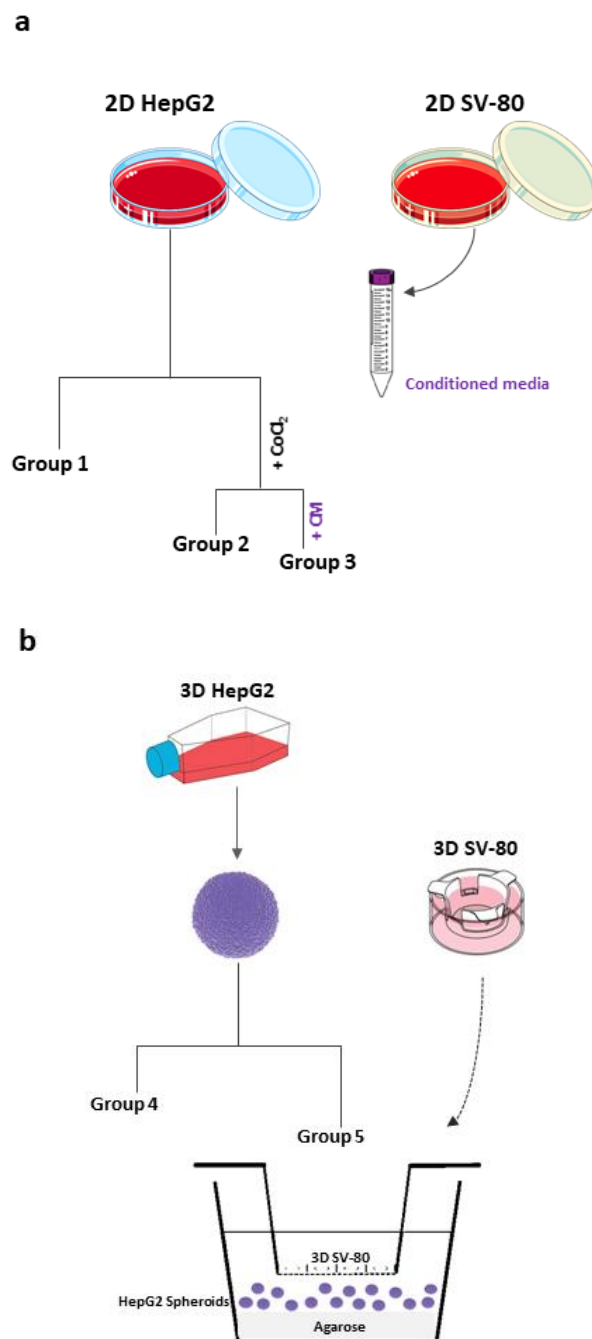 a
2D HepG2
2D SV-80
Conditioned media
Group 1
+ CoCl₂
Group 2
+ CM
Group 3
b
3D HepG2
3D SV-80
Group 4
Group 5
3D SV-80
HepG2 Spheroids
Agarose